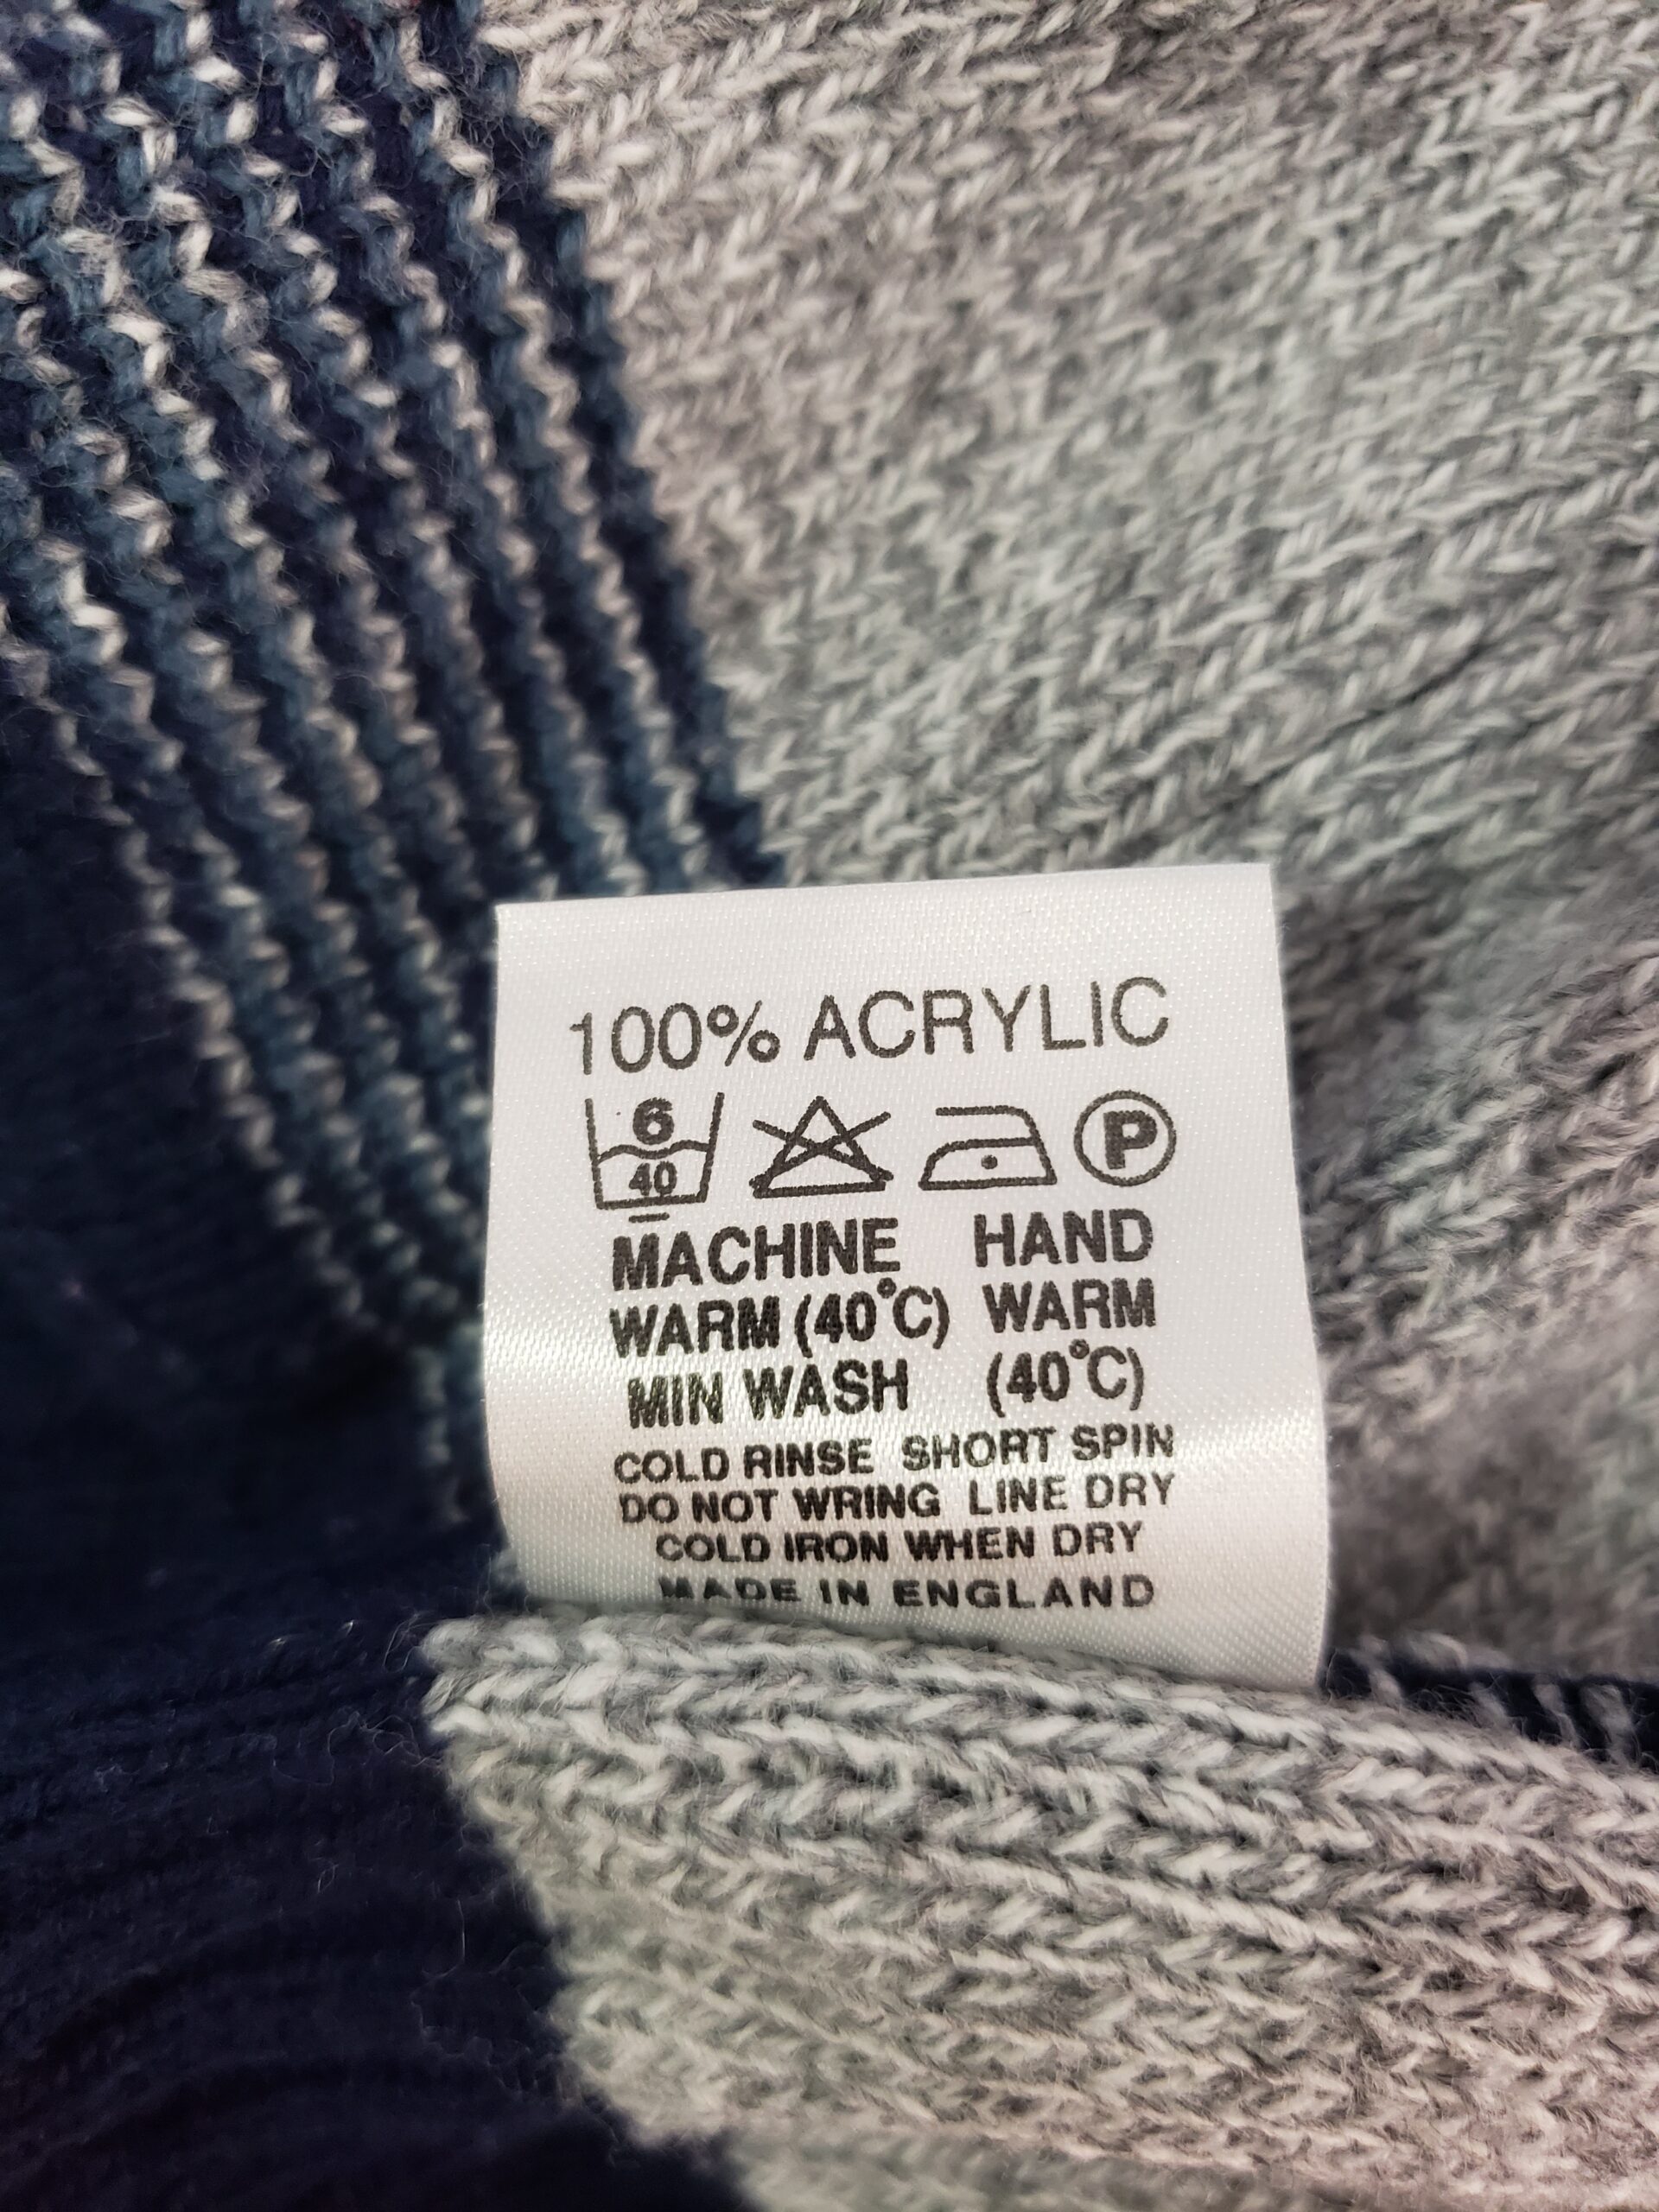 100% ACRYLIC
6
40
P
MACHINE HAND
WARM (40°C) WARM
MIN WASH (40°C)
COLD RINSE SHORT SPIN
DO NOT WRING LINE DRY
COLD IRON WHEN DRY
MADE IN ENGLAND